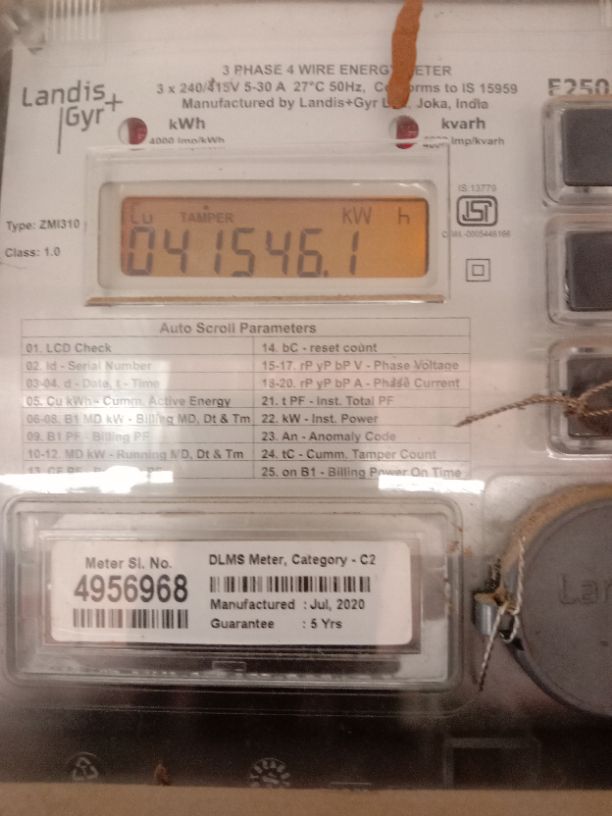 Landis
Gyr+
3 PHASE 4 WIRE ENERGY METER
3 x 240/415V 5-30 A 27°C 50Hz, Conforms to IS 15959
Manufactured by Landis+Gyr Joka, India
E250
kWh
4000 Imp/kWh
kvarh
Imp/kvarh
Type: ZMI310
Class: 1.0
Cu TAMPER kW h
041546.1
IS:13779
Auto Scroll Parameters
01. LCD Check
02. Id - Serial Number
03-04. d - Date, t - Time
05. Cu kWh - Cumm. Active Energy
06-08. B1 MD kW - Billing MD, Dt & Tm
09. B1 PF - Billing PF
10-12. MD kW - Running MD, Dt & Tm
14. bC - reset count
15-17. rP yP bP V - Phase Voltage
18-20. rP yP bP A - Phase Current
21. t PF - Inst. Total PF
22. kW - Inst. Power
23. An - Anomaly Code
24. tC - Cumm. Tamper Count
25. on B1 - Billing Power On Time
Meter Sl. No.
4956968
DLMS Meter, Category - C2
Manufactured : Jul, 2020
Guarantee : 5 Yrs
Lan